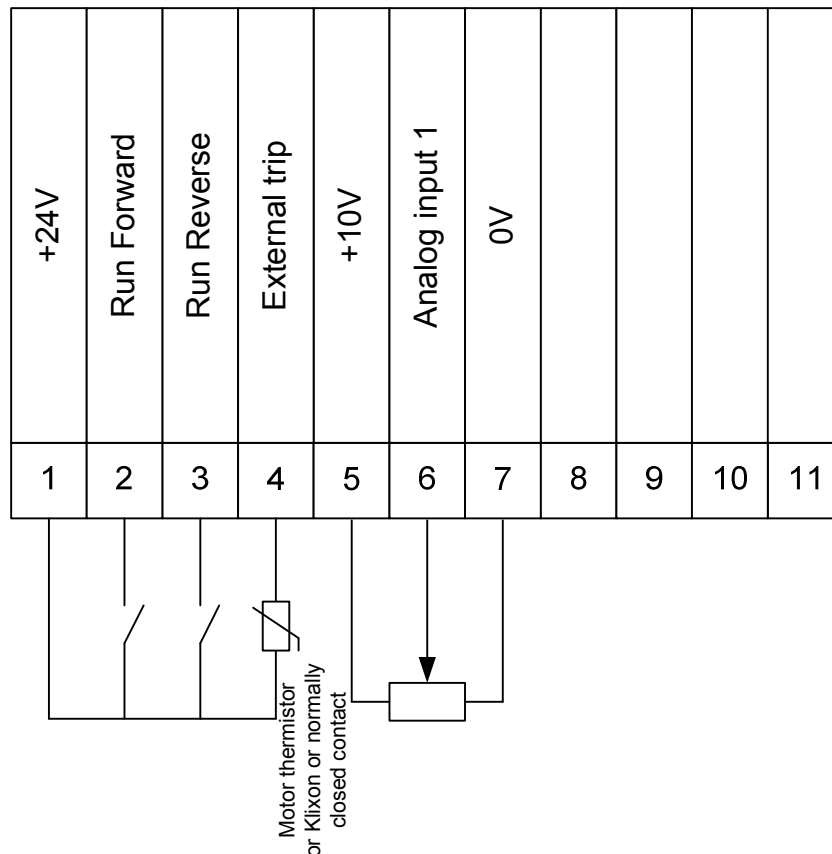 +24V
Run Forward
Run Reverse
External trip
+10V
Analog input 1
0V
1 2 3 4 5 6 7 8 9 10 11
Motor thermistor
or Klixon or normally
closed contact